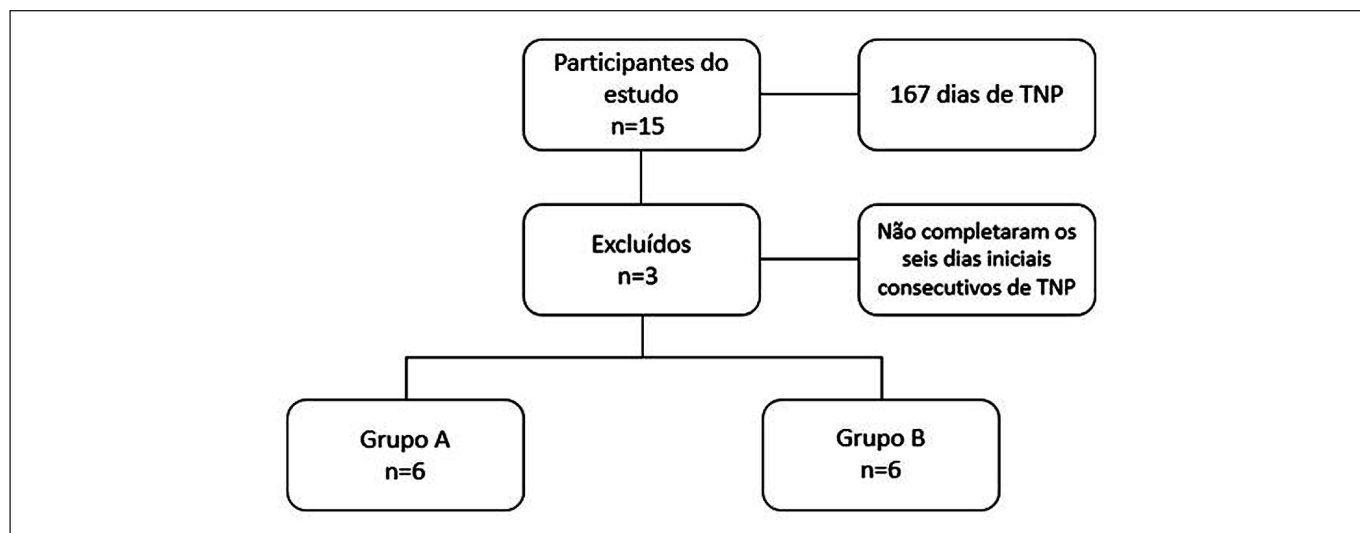 Participantes do
estudo
n=15
167 dias de TNP
Excluídos
n=3
Não completaram os
seis dias iniciais
consecutivos de TNP
Grupo A
n=6
Grupo B
n=6